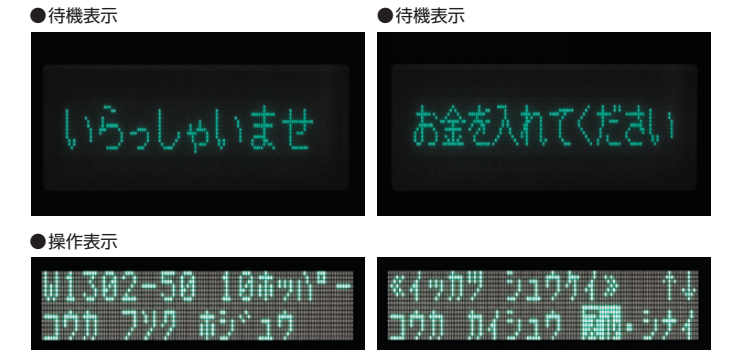 ●待機表示
いらっしゃいませ
●待機表示
お金を入れてください
●操作表示
W1302-50 10ホッパ゜ー
コウカ フソク ホジュウ
≪イッカツ シュウケイ≫ ↑↓
コウカ カイシュウ スル・シナイ